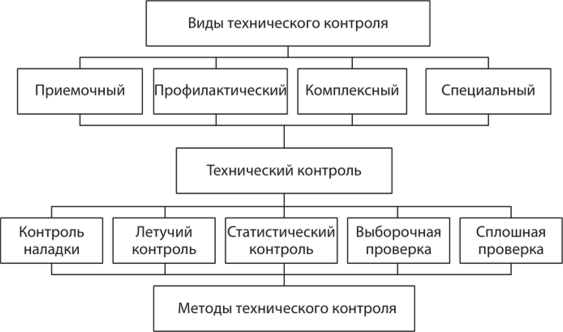 Виды технического контроля
Приемочный
Профилактический
Комплексный
Специальный
Технический контроль
Контроль
наладки
Летучий
контроль
Статистический
контроль
Выборочная
проверка
Сплошная
проверка
Методы технического контроля